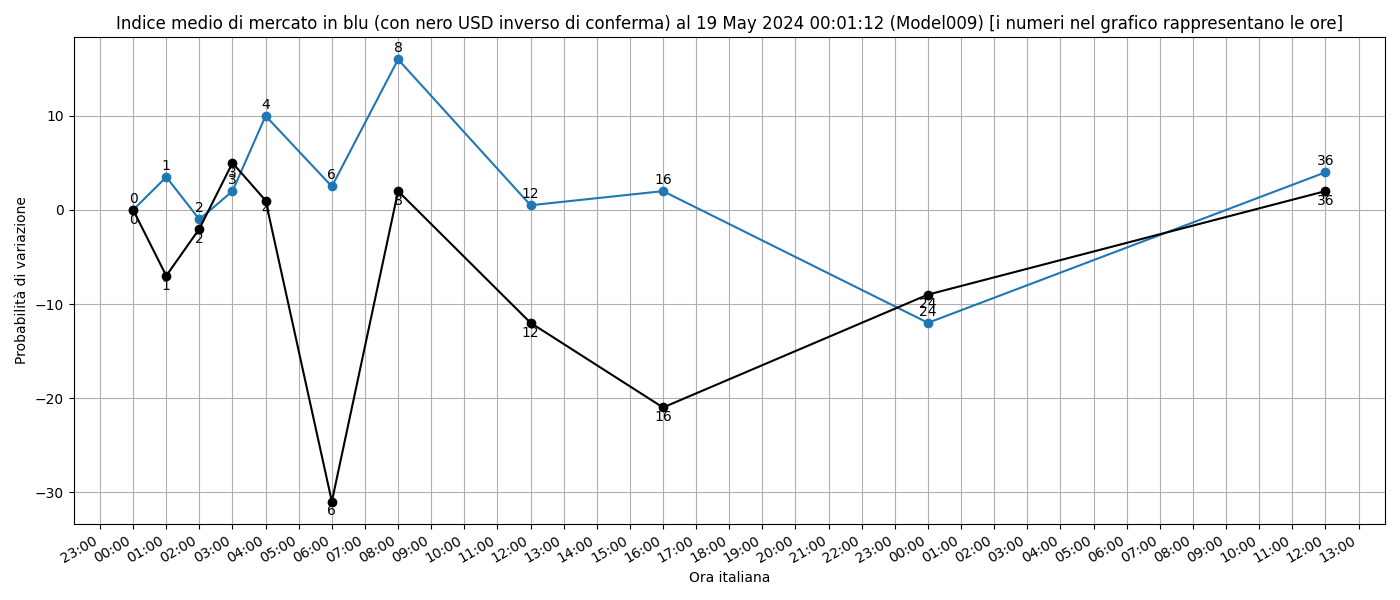 Indice medio di mercato in blu (con nero USD inverso di conferma) al 19 May 2024 00:01:12 (Model009) [i numeri nel grafico rappresentano le ore]
Probabilità di variazione
10
0
−10
−20
−30
0 1 2 3 4 6 8 12 16 24 36
0 1 2 3 4 6 8 12 16 24 36
23:00 00:00 01:00 02:00 03:00 04:00 05:00 06:00 07:00 08:00 09:00 10:00 11:00 12:00 13:00 14:00 15:00 16:00 17:00 18:00 19:00 20:00 21:00 22:00 23:00 00:00 01:00 02:00 03:00 04:00 05:00 06:00 07:00 08:00 09:00 10:00 11:00 12:00 13:00
Ora italiana